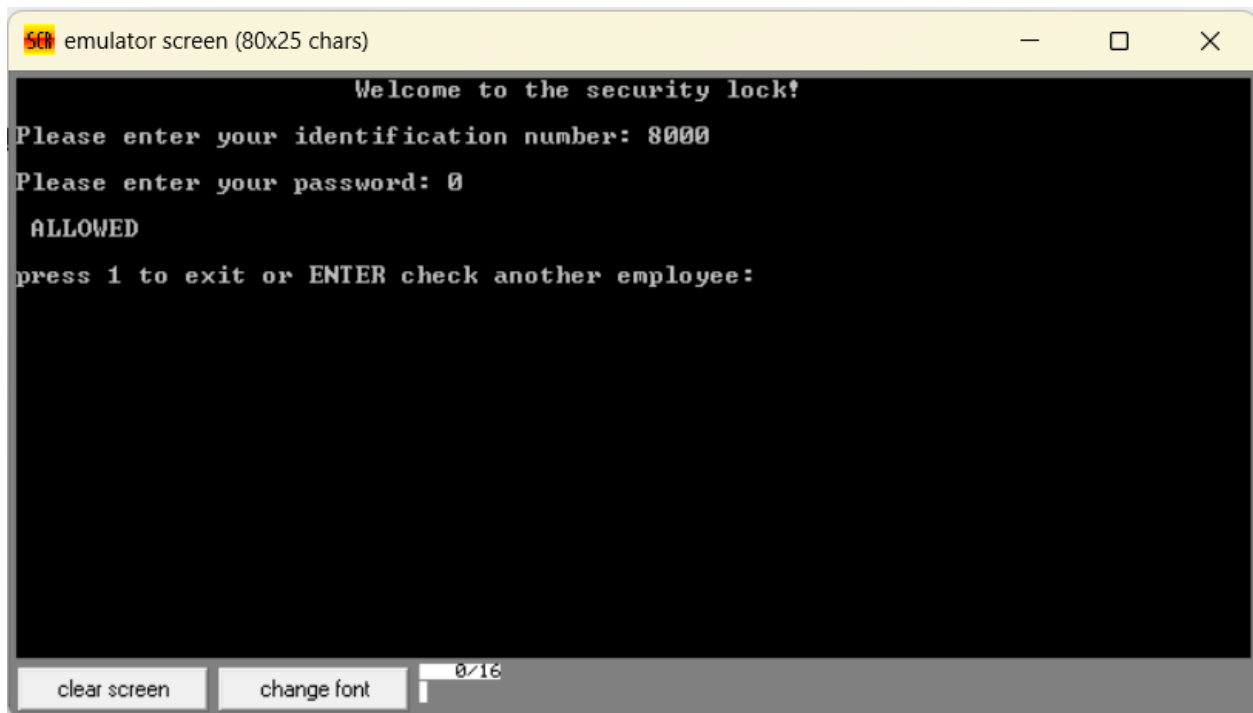 SCR emulator screen (80x25 chars)
Welcome to the security lock!
Please enter your identification number: 8000
Please enter your password: 0
ALLOWED
press 1 to exit or ENTER check another employee:
clear screen
change font
0/16